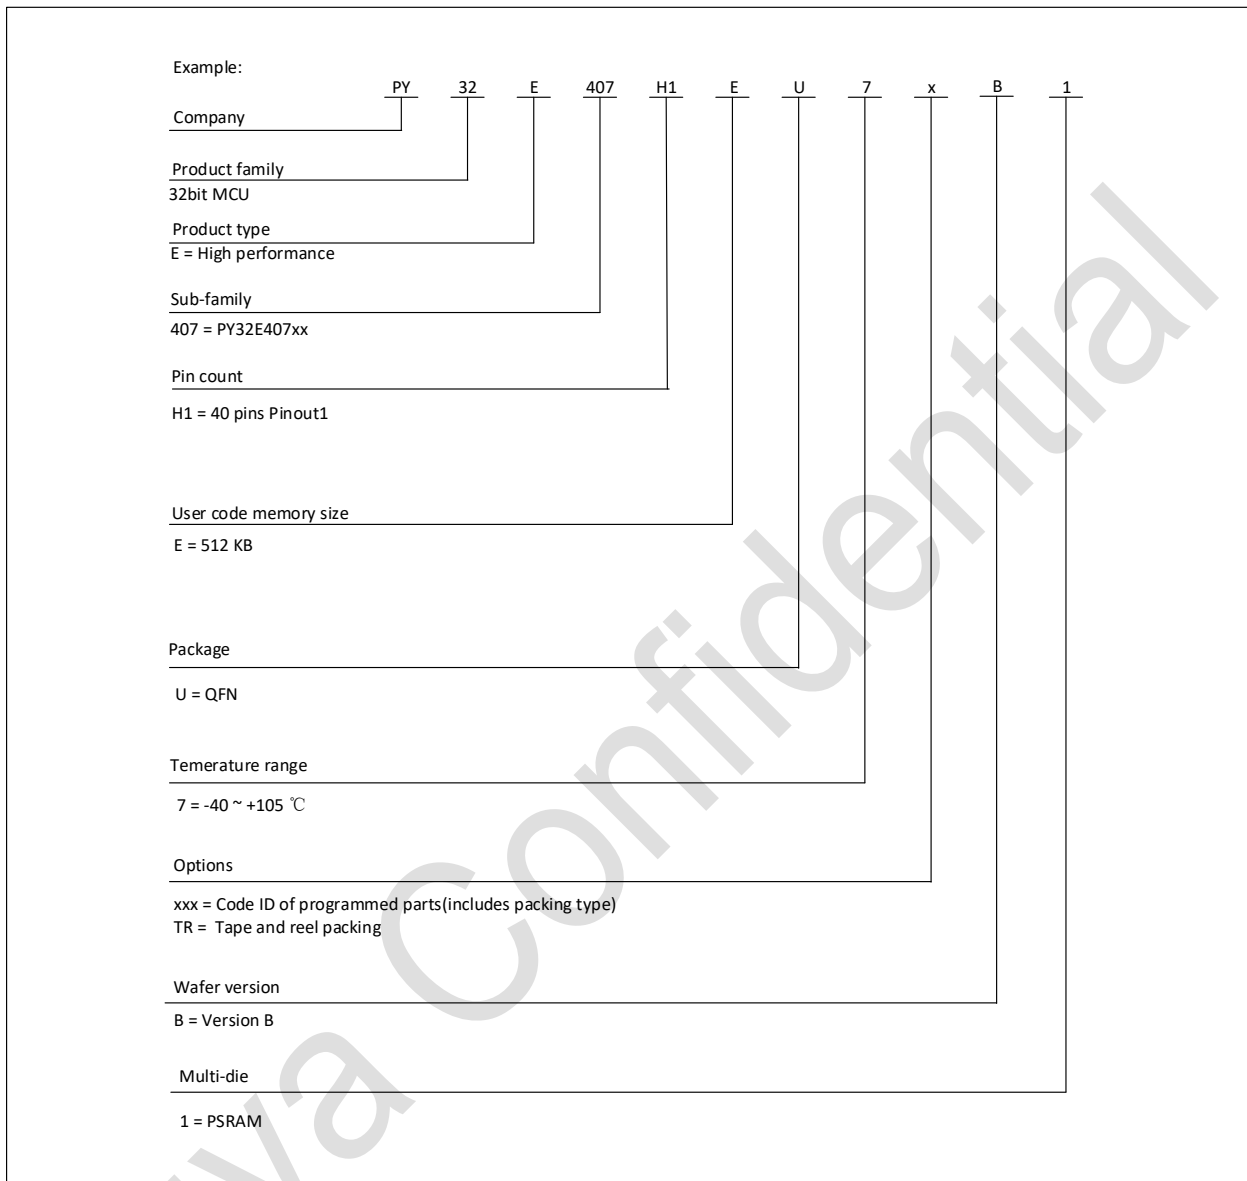 Example:
PY 32 E 407 H1 E U 7 x B 1
Company
Product family
32bit MCU
Product type
E = High performance
Sub-family
407 = PY32E407xx
Pin count
H1 = 40 pins Pinout1
User code memory size
E = 512 KB
Package
U = QFN
Temerature range
7 = -40 ~ +105 ℃
Options
xxx = Code ID of programmed parts(includes packing type)
TR = Tape and reel packing
Wafer version
B = Version B
Multi-die
1 = PSRAM
Confidential